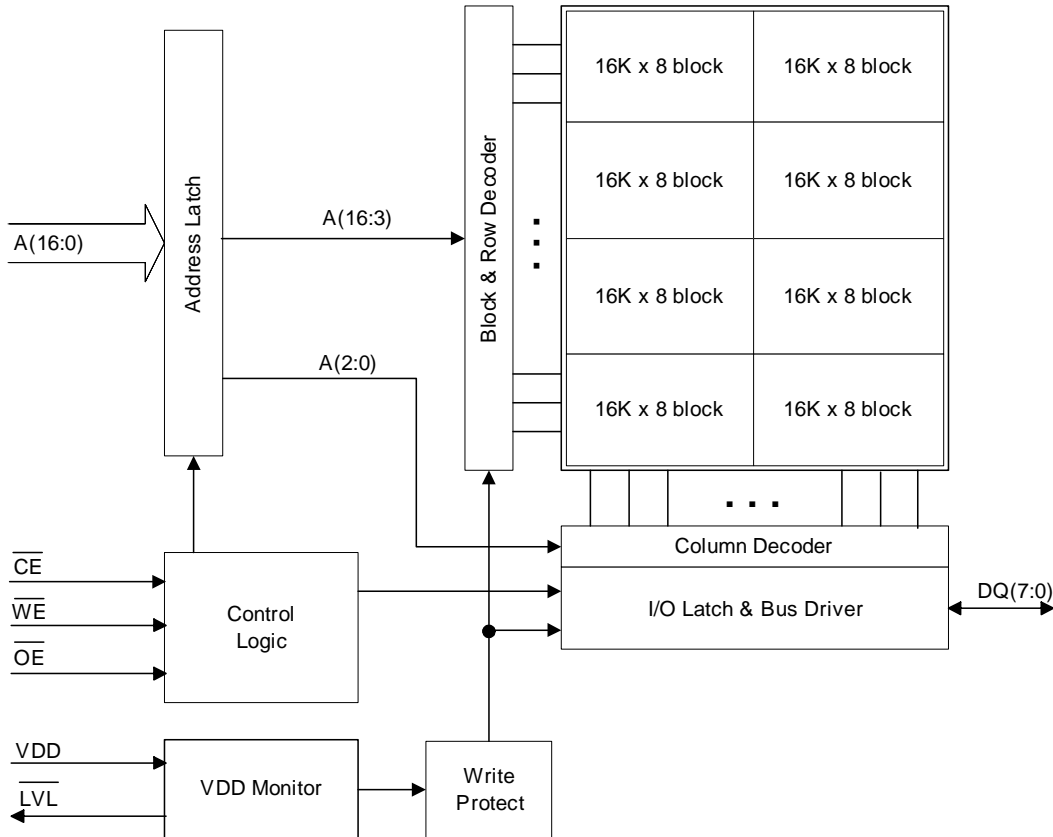 16K x 8 block
16K x 8 block
16K x 8 block
16K x 8 block
16K x 8 block
16K x 8 block
16K x 8 block
16K x 8 block
Address Latch
Block & Row Decoder
A(16:0)
A(16:3)
A(2:0)
Column Decoder
I/O Latch & Bus Driver
DQ(7:0)
CE
WE
OE
Control
Logic
VDD
LVL
VDD Monitor
Write
Protect